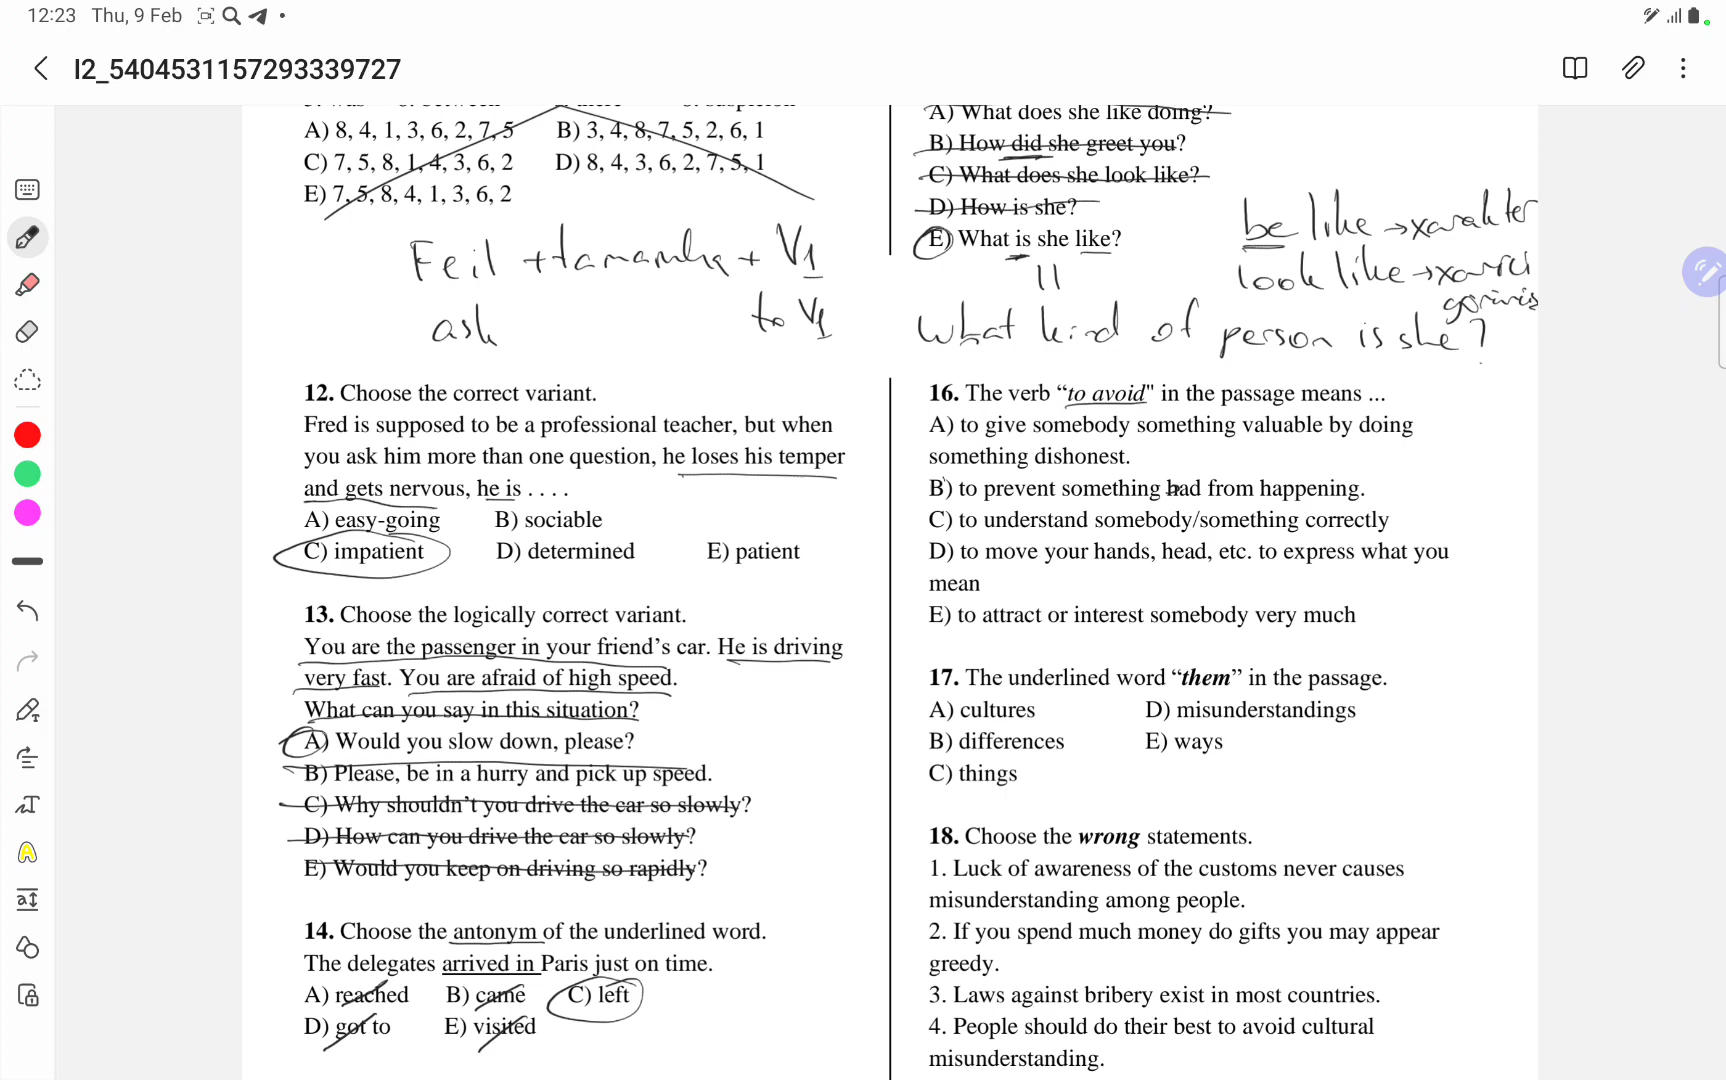 12:23 Thu, 9 Feb
I2_5404531157293339727
A) 8, 4, 1, 3, 6, 2, 7, 5 B) 3, 4, 8, 7, 5, 2, 6, 1
C) 7, 5, 8, 1, 4, 3, 6, 2 D) 8, 4, 3, 6, 2, 7, 5, 1
E) 7, 5, 8, 4, 1, 3, 6, 2
Feil + tamamlıq + V1
ask to V1
12. Choose the correct variant.
Fred is supposed to be a professional teacher, but when
you ask him more than one question, he loses his temper
and gets nervous, he is . . . .
A) easy-going B) sociable
C) impatient D) determined E) patient
13. Choose the logically correct variant.
You are the passenger in your friend's car. He is driving
very fast. You are afraid of high speed.
What can you say in this situation?
A) Would you slow down, please?
B) Please, be in a hurry and pick up speed.
C) Why shouldn't you drive the car so slowly?
D) How can you drive the car so slowly?
E) Would you keep on driving so rapidly?
14. Choose the antonym of the underlined word.
The delegates arrived in Paris just on time.
A) reached B) came C) left
D) got to E) visited
A) What does she like doing?
B) How did she greet you?
C) What does she look like?
D) How is she?
E) What is she like?
be like → xarakter
look like → xarici
görünüş
What kind of person is she?
16. The verb “to avoid" in the passage means ...
A) to give somebody something valuable by doing
something dishonest.
B) to prevent something bad from happening.
C) to understand somebody/something correctly
D) to move your hands, head, etc. to express what you
mean
E) to attract or interest somebody very much
17. The underlined word “them” in the passage.
A) cultures D) misunderstandings
B) differences E) ways
C) things
18. Choose the wrong statements.
1. Luck of awareness of the customs never causes
misunderstanding among people.
2. If you spend much money do gifts you may appear
greedy.
3. Laws against bribery exist in most countries.
4. People should do their best to avoid cultural
misunderstanding.